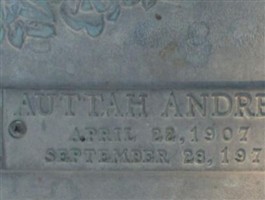 AUTTAH ANDRE
APRIL 22, 1907
SEPTEMBER 28, 197